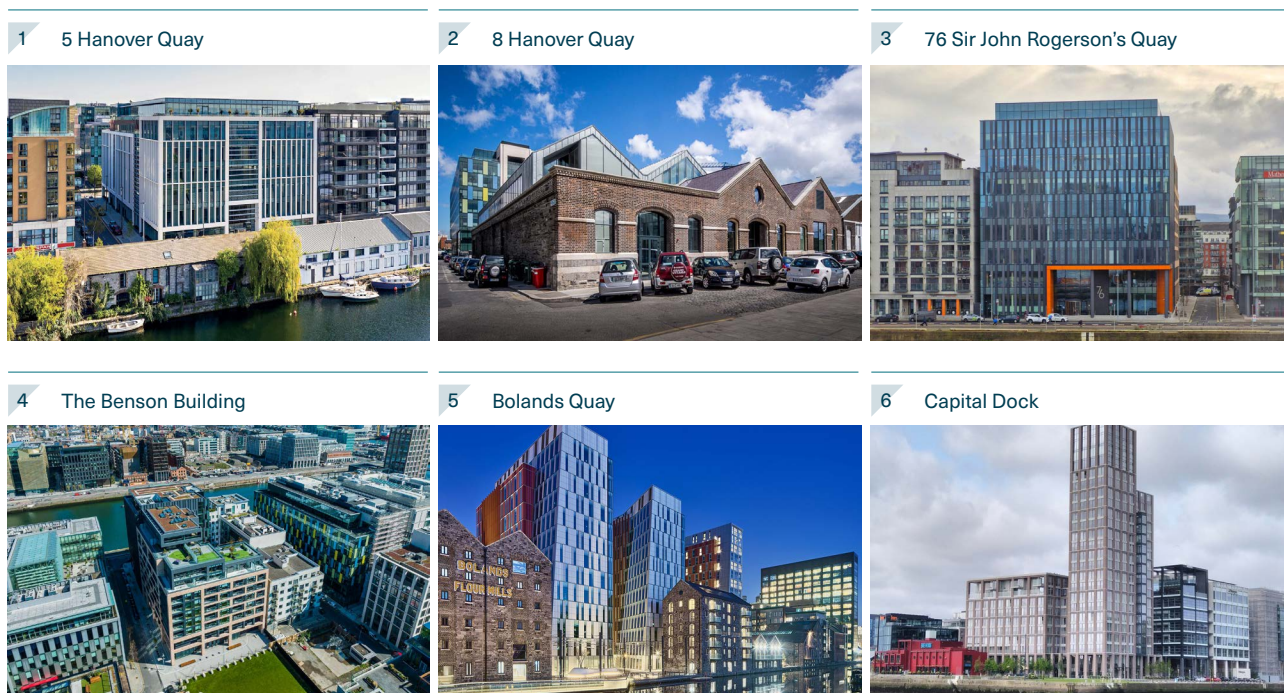 1 5 Hanover Quay
2 8 Hanover Quay
3 76 Sir John Rogerson's Quay
76
4 The Benson Building
5 Bolands Quay
BOLANDS
FLOUR MILLS
6 Capital Dock